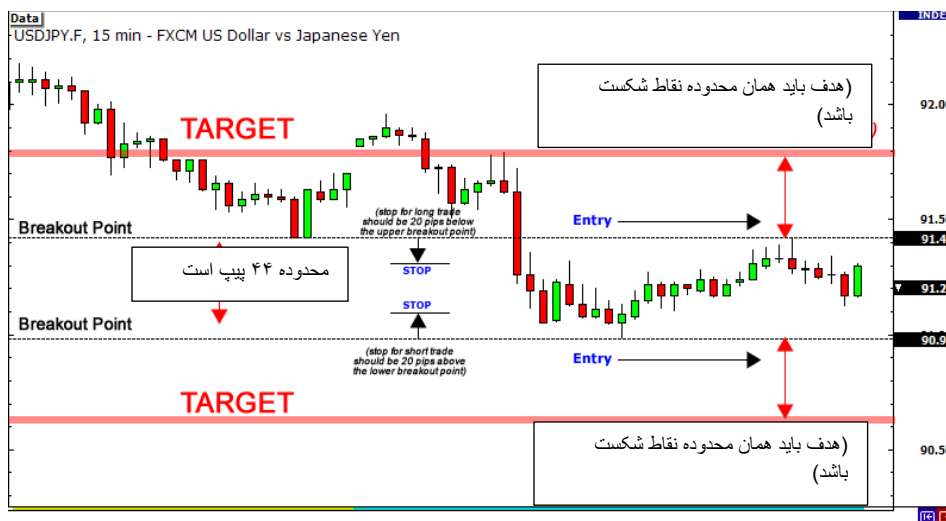 Data
INDE
USDJPY.F, 15 min - FXCM US Dollar vs Japanese Yen
(هدف باید همان محدوده نقاط شکست
باشد)
92.0
TARGET
)
(stop for long trade
should be 20 pips below
the upper breakout point)
91.5
Entry
Breakout Point
91.4
محدوده ۴۴ پیپ است
STOP
91.2
STOP
Breakout Point
90.9
(stop for short trade
should be 20 pips above
the lower breakout point)
Entry
TARGET
(هدف باید همان محدوده نقاط شکست
باشد)
90.5